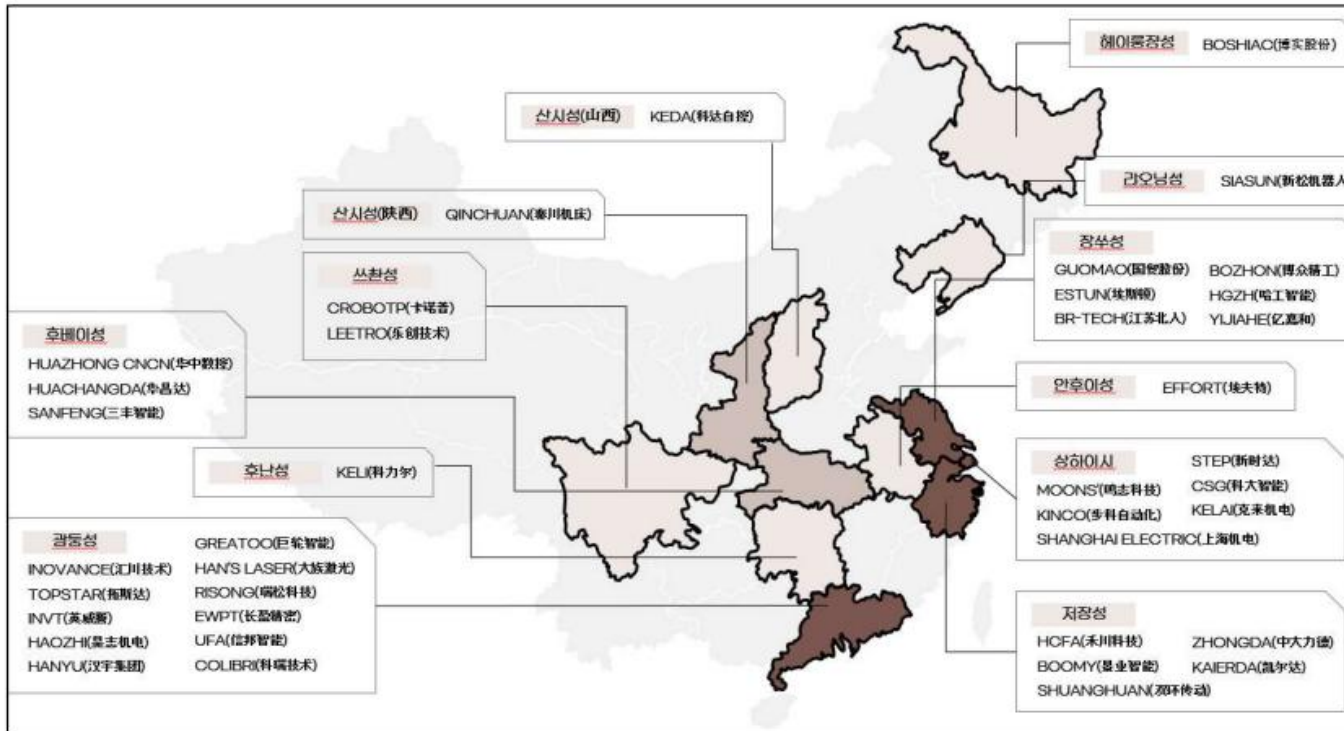 헤이룽장성 BOSHIAC(博实股份)
산시성(山西) KEDA(科达自控)
랴오닝성 SIASUN(新松机器人
산시성(陕西) QINCHUAN(秦川机床)
장쑤성
GUOMAO(国贸股份) BOZHON(博众精工)
ESTUN(埃斯顿) HGZH(哈工智能)
BR-TECH(江苏北人) YIJIAHE(亿嘉和)
쓰촨성
CROBOTP(卡诺普)
LEETRO(乐创技术)
후베이성
HUAZHONG CNCN(华中数控)
HUACHANGDA(华昌达)
SANFENG(三丰智能)
안후이성 EFFORT(埃夫特)
후난성 KELI(科力尔)
상하이시 STEP(新时达)
MOONS'(鸣志科技) CSG(科大智能)
KINCO(步科自动化) KELAI(克来机电)
SHANGHAI ELECTRIC(上海机电)
광둥성 GREATOO(巨轮智能)
INOVANCE(汇川技术) HAN'S LASER(大族激光)
TOPSTAR(拓斯达) RISONG(瑞松科技)
INVT(英威腾) EWPT(长盈精密)
HAOZHI(昊志机电) UFA(信邦智能)
HANYU(汉宇集团) COLIBRI(科瑞技术)
저장성
HCFA(禾川科技) ZHONGDA(中大力德)
BOOMY(景业智能) KAIERDA(凯尔达)
SHUANGHUAN(双环传动)